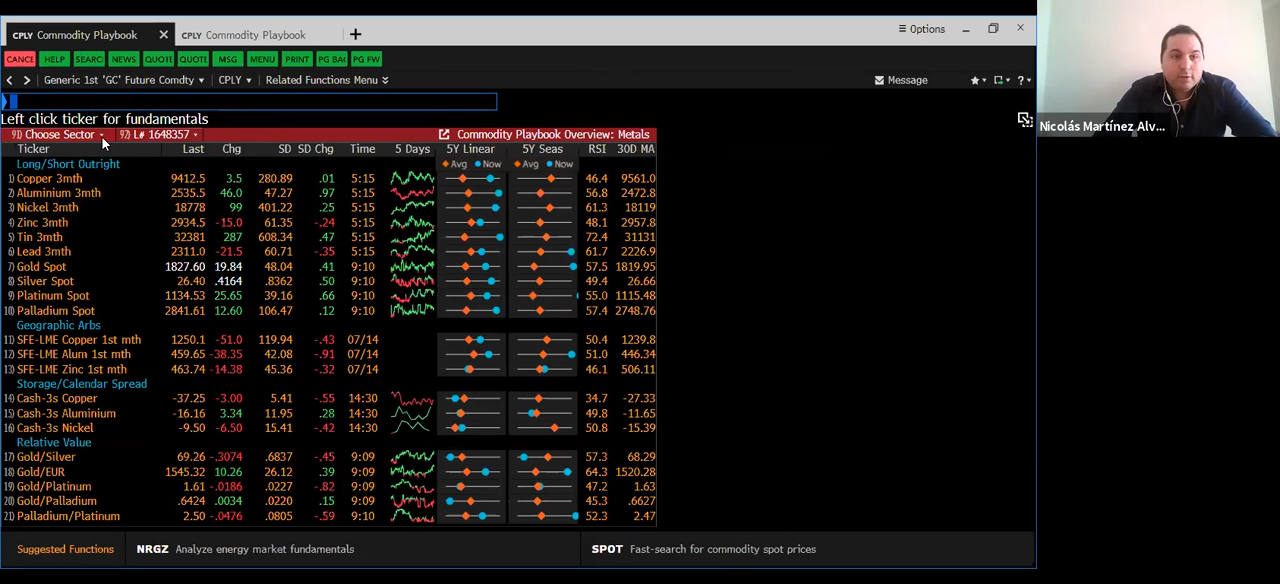 CPLY Commodity Playbook × CPLY Commodity Playbook + Options
CANCE HELP SEARC NEWS QUOTE QUOTE MSG MENU PRINT PG BAC PG FW
Generic 1st 'GC' Future Comdty CPLY Related Functions Menu Message ?
Left click ticker for fundamentals
91) Choose Sector 92) L# 1648357 Commodity Playbook Overview: Metals
Ticker Last Chg SD SD Chg Time 5 Days 5Y Linear 5Y Seas RSI 30D MA
Long/Short Outright Avg Now Avg Now
1) Copper 3mth 9412.5 3.5 280.89 .01 5:15 46.4 9561.0
2) Aluminium 3mth 2535.5 46.0 47.27 .97 5:15 56.8 2472.8
3) Nickel 3mth 18778 99 401.22 .25 5:15 61.3 18119
4) Zinc 3mth 2934.5 -15.0 61.35 -.24 5:15 48.1 2957.8
5) Tin 3mth 32381 287 608.34 .47 5:15 72.4 31131
6) Lead 3mth 2311.0 -21.5 60.71 -.35 5:15 61.7 2226.9
7) Gold Spot 1827.60 19.84 48.04 .41 9:10 57.5 1819.95
8) Silver Spot 26.40 .4164 .8362 .50 9:10 49.4 26.66
9) Platinum Spot 1134.53 25.65 39.16 .66 9:10 55.0 1115.48
10) Palladium Spot 2841.61 12.60 106.47 .12 9:10 57.4 2748.76
Geographic Arbs
11) SFE-LME Copper 1st mth 1250.1 -51.0 119.94 -.43 07/14 50.4 1239.8
12) SFE-LME Alum 1st mth 459.65 -38.35 42.08 -.91 07/14 51.0 446.34
13) SFE-LME Zinc 1st mth 463.74 -14.38 45.36 -.32 07/14 46.1 506.11
Storage/Calendar Spread
14) Cash-3s Copper -37.25 -3.00 5.41 -.55 14:30 34.7 -27.33
15) Cash-3s Aluminium -16.16 3.34 11.95 .28 14:30 49.8 -11.65
16) Cash-3s Nickel -9.50 -6.50 15.41 -.42 14:30 50.8 -15.39
Relative Value
17) Gold/Silver 69.26 -.3074 .6837 -.45 9:09 57.3 68.29
18) Gold/EUR 1545.32 10.26 26.12 .39 9:09 64.3 1520.28
19) Gold/Platinum 1.61 -.0186 .0227 -.82 9:09 47.2 1.63
20) Gold/Palladium .6424 .0034 .0220 .15 9:09 45.3 .6627
21) Palladium/Platinum 2.50 -.0476 .0805 -.59 9:10 52.3 2.47
Suggested Functions NRGZ Analyze energy market fundamentals SPOT Fast-search for commodity spot prices
Nicolás Martínez Alv...